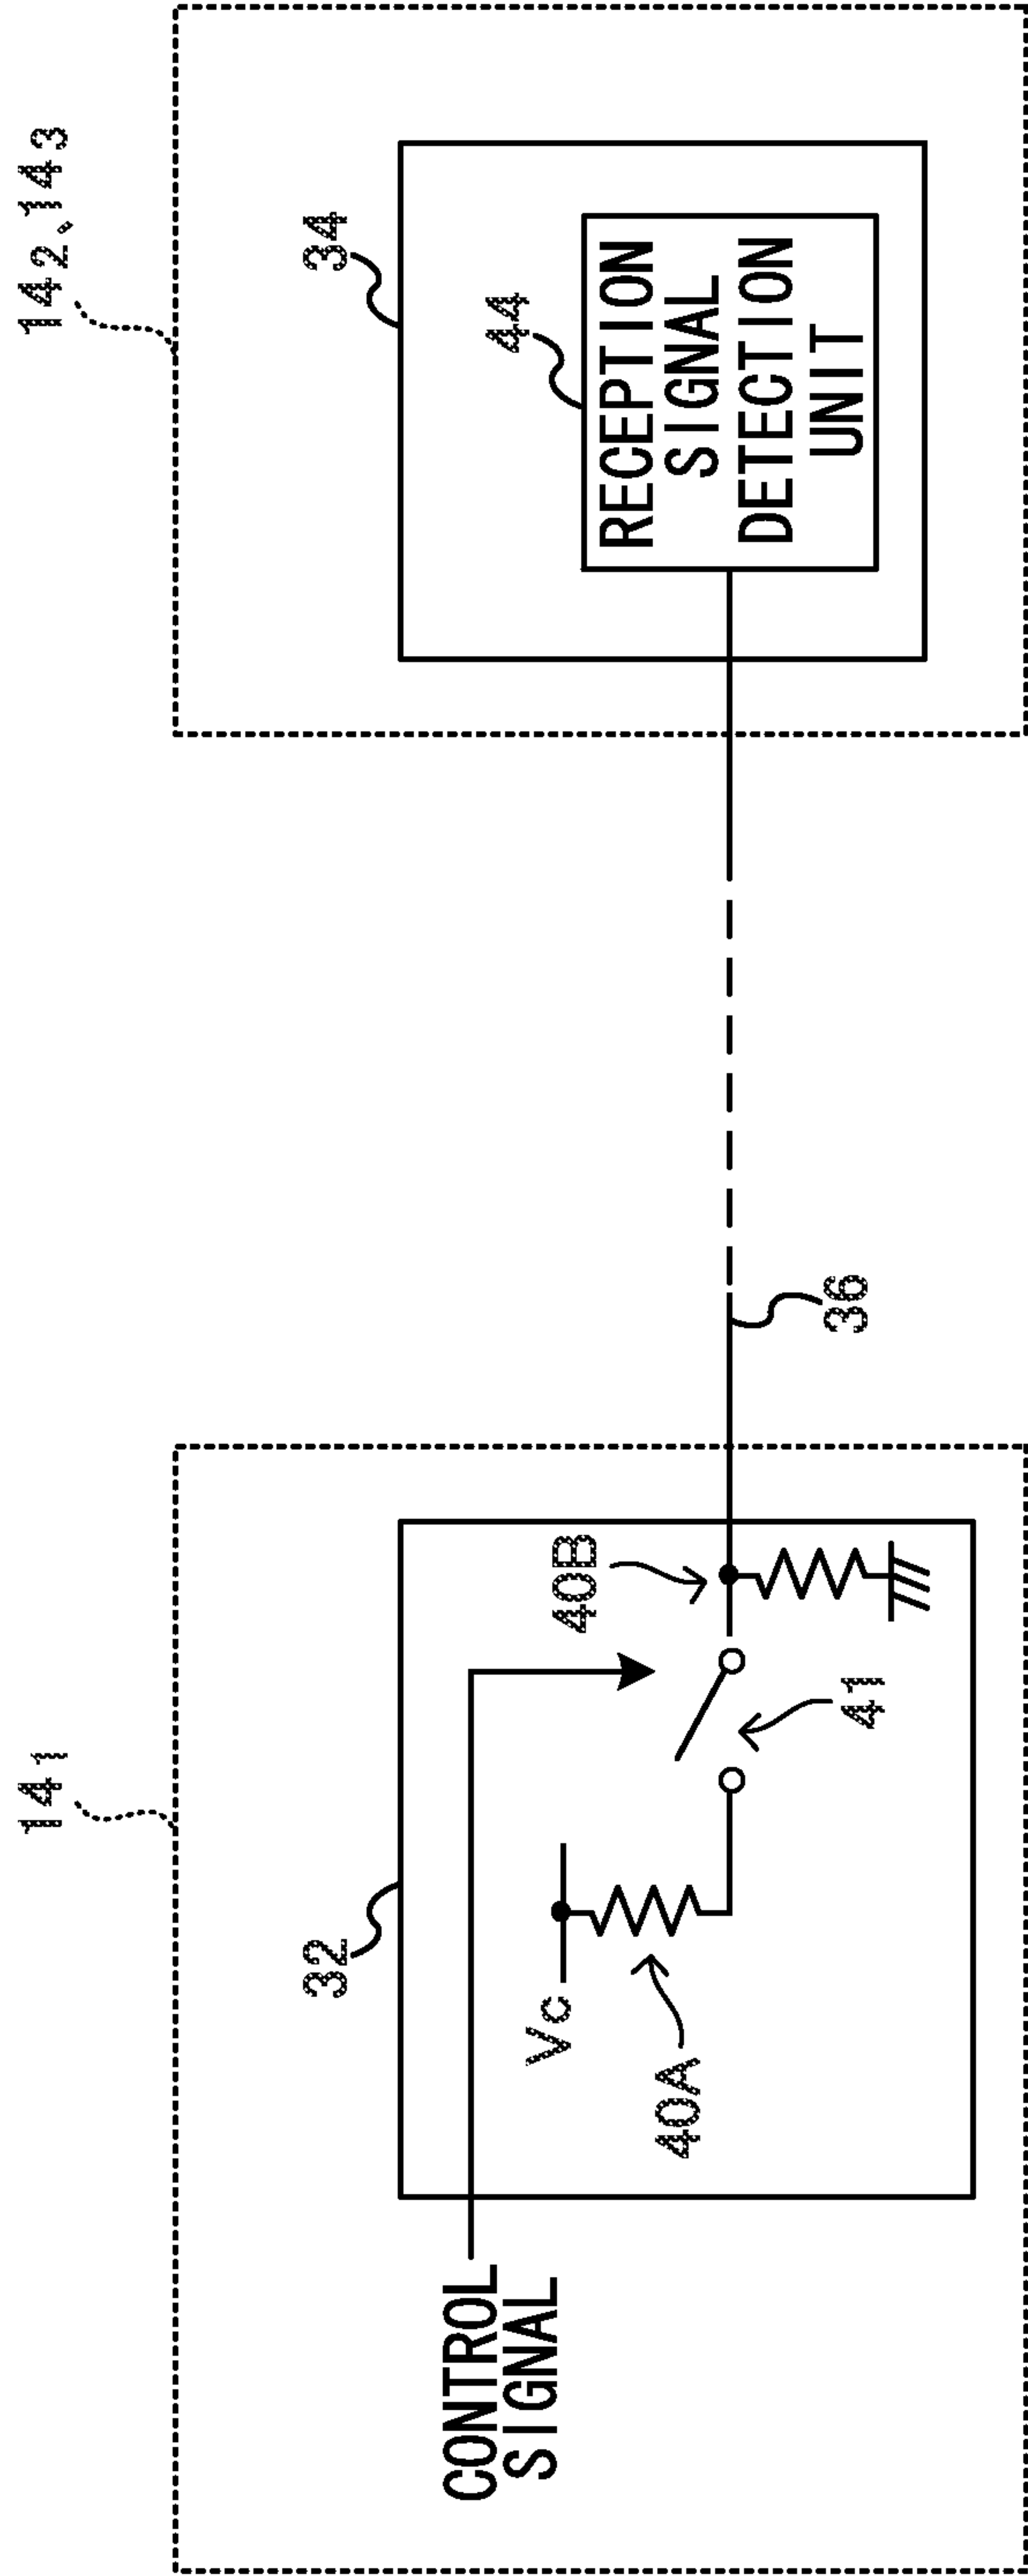 14₁
32
CONTROL
SIGNAL
Vc
40A
40B
41
36
14₂、14₃
34
44
RECEPTION
SIGNAL
DETECTION
UNIT